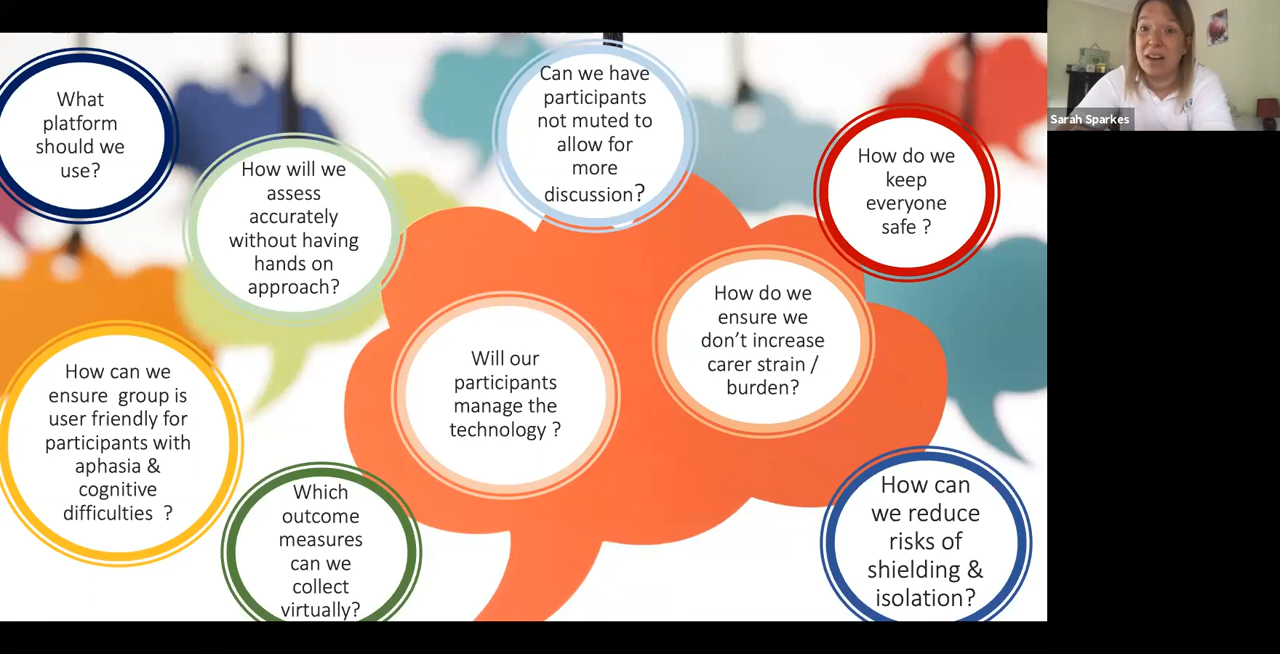 What
platform
should we
use?
How will we
assess
accurately
without having
hands on
approach?
Can we have
participants
not muted to
allow for
more
discussion?
How do we
keep
everyone
safe ?
How can we
ensure  group is
user friendly for
participants with
aphasia &
cognitive
difficulties  ?
Will our
participants
manage the
technology ?
How do we
ensure we
don’t increase
carer strain /
burden?
Which
outcome
measures
can we
collect
virtually?
How can
we reduce
risks of
shielding &
isolation?
Sarah Sparkes